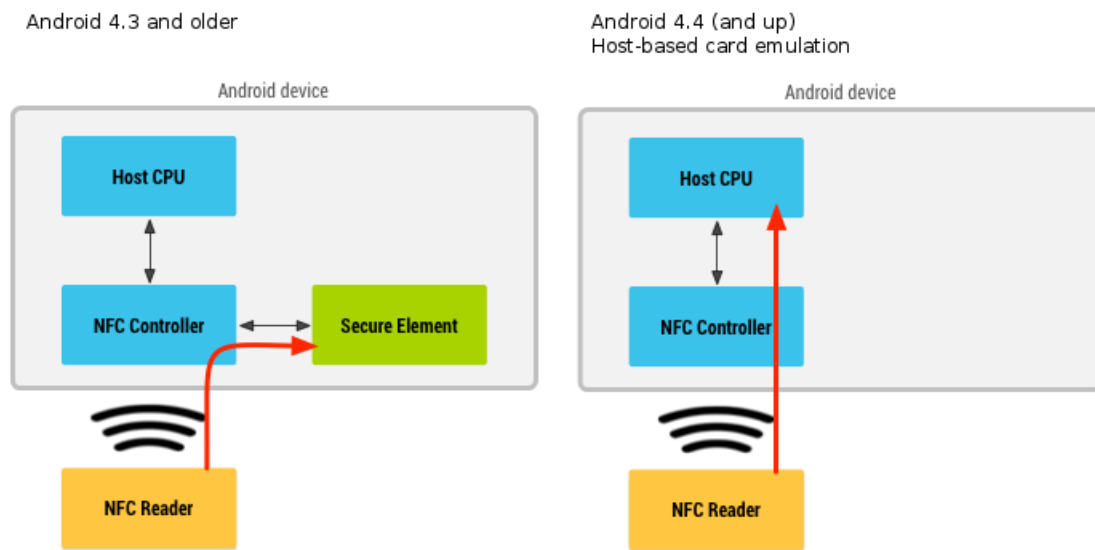 Android 4.3 and older
Android device
Host CPU
NFC Controller
Secure Element
NFC Reader
Android 4.4 (and up)
Host-based card emulation
Android device
Host CPU
NFC Controller
NFC Reader